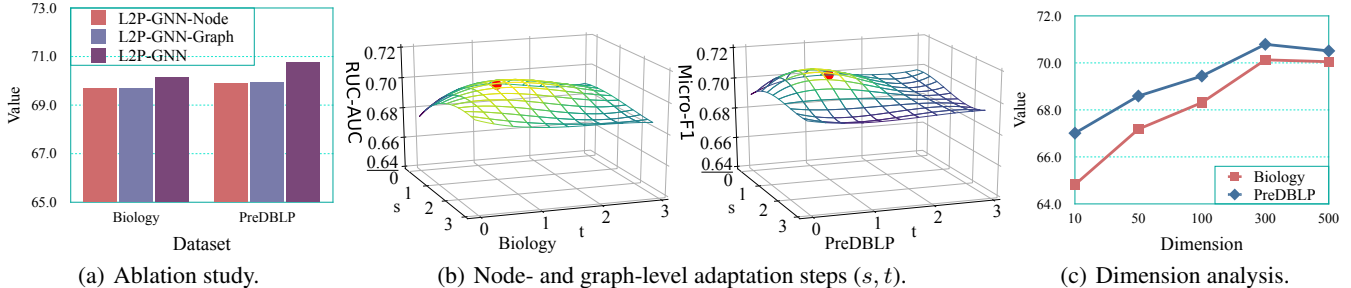 73.0
71.0
69.0
67.0
65.0
Value
L2P-GNN-Node
L2P-GNN-Graph
L2P-GNN
Biology
PreDBLP
Dataset
(a) Ablation study.
0.72
0.70
0.68
0.66
0.64
RUC-AUC
0
1
2
3
s
0
1
2
3
t
Biology
0.72
0.70
0.68
0.66
0.64
Micro-F1
0
1
2
3
s
0
1
2
3
t
PreDBLP
(b) Node- and graph-level adaptation steps (s, t).
72.0
70.0
68.0
66.0
64.0
Value
Biology
PreDBLP
10
50
100
300
500
Dimension
(c) Dimension analysis.